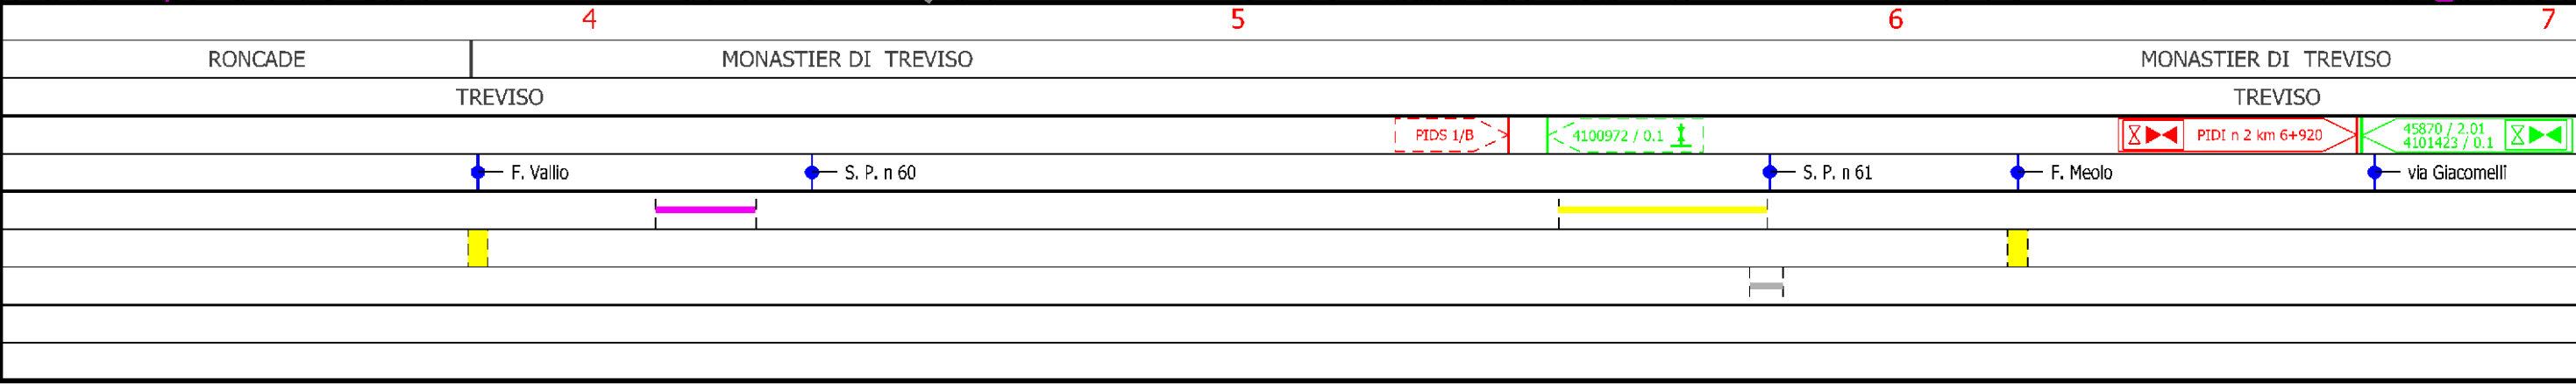 4 5 6 7
RONCADE MONASTIER DI TREVISO MONASTIER DI TREVISO
TREVISO TREVISO
PIDS 1/B 4100972 / 0.1 PIDI n 2 km 6+920 45870 / 2.01
4101423 / 0.1
F. Vallio S. P. n 60 S. P. n 61 F. Meolo via Giacomelli